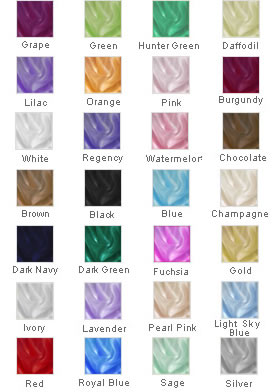 Grape Green Hunter Green Daffodil
Lilac Orange Pink Burgundy
White Regency Watermelon Chocolate
Brown Black Blue Champagne
Dark Navy Dark Green Fuchsia Gold
Ivory Lavender Pearl Pink Light Sky
Blue
Red Royal Blue Sage Silver